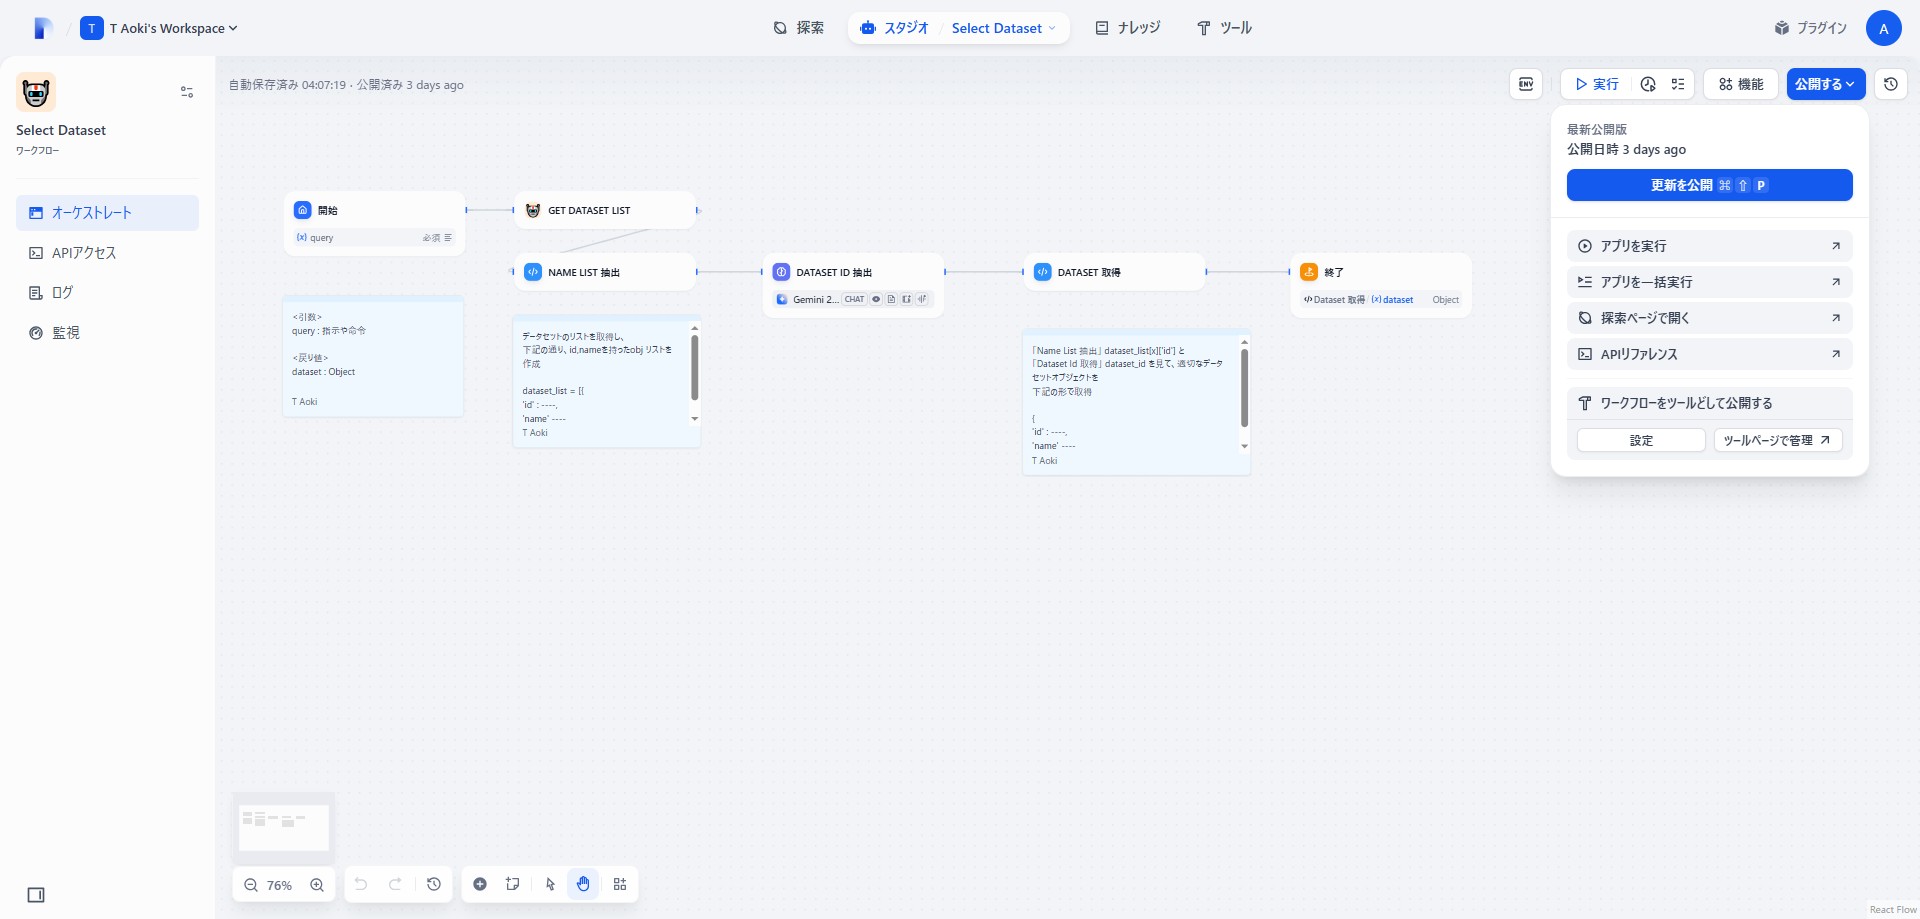 T
T Aoki's Workspace
探索
スタジオ
Select Dataset
ナレッジ
ツール
プラグイン
A
Select Dataset
ワークフロー
オーケストレート
APIアクセス
ログ
監視
自動保存済み 04:07:19 · 公開済み 3 days ago
ENV
実行
機能
公開する
最新公開版
公開日時 3 days ago
更新を公開 ⌘ ⇧ P
アプリを実行
アプリを一括実行
探索ページで開く
APIリファレンス
ワークフローをツールとして公開する
設定
ツールページで管理
開始
(x) query
必須
GET DATASET LIST
NAME LIST 抽出
DATASET ID 抽出
Gemini 2...
CHAT
DATASET 取得
終了
Dataset 取得 / (x) dataset
Object
<引数>
query : 指示や命令
<戻り値>
dataset : Object
T Aoki
データセットのリストを取得し、
下記の通り、id,nameを持ったobj リストを
作成
dataset_list = [{
'id' : ----,
'name' ----
T Aoki
「Name List 抽出」 dataset_list[x]['id'] と
「Dataset Id 取得」 dataset_id を見て、適切なデータ
セットオブジェクトを
下記の形で取得
{
'id' : ----,
'name' ----
T Aoki
76%
React Flow